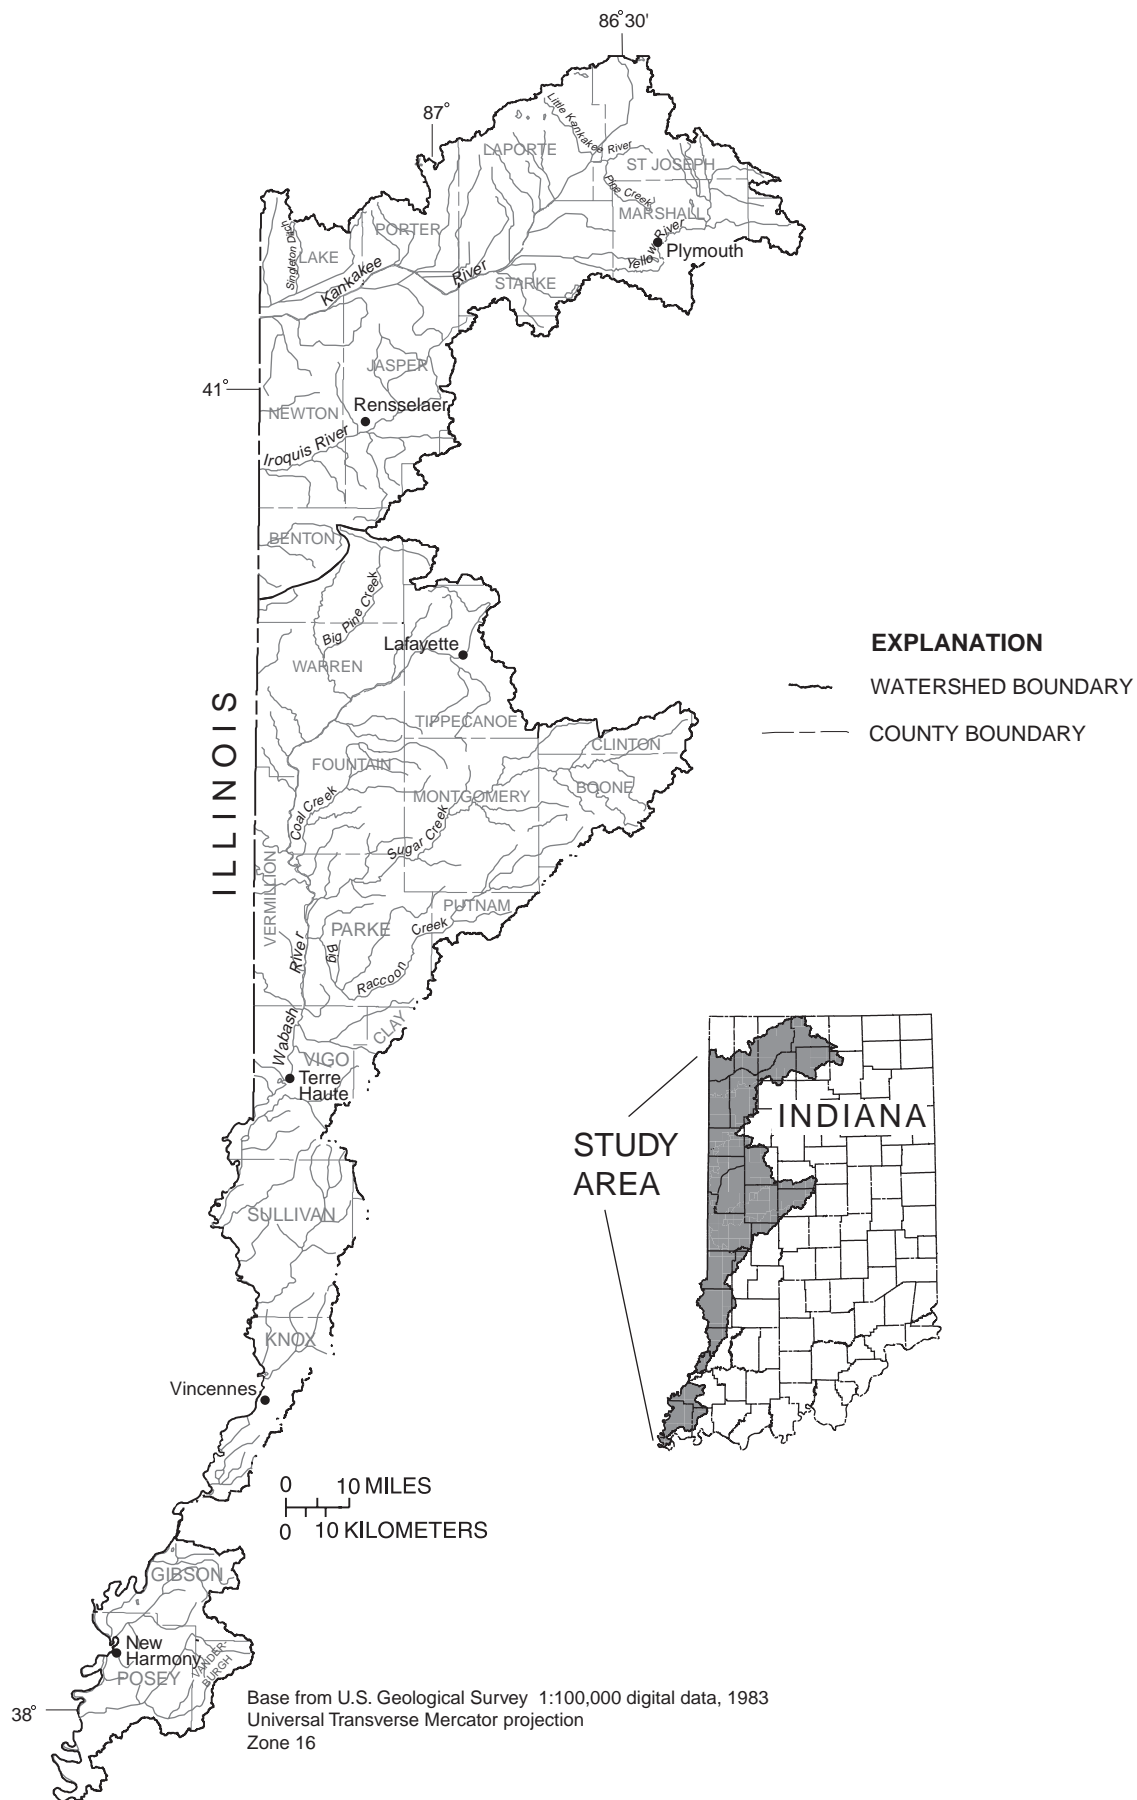 86°30'
87°
Little Kankakee River
LAPORTE
ST JOSEPH
Pine Creek
MARSHALL
Singleton Ditch
PORTER
LAKE
Yellow River
Plymouth
Kankakee
River
STARKE
JASPER
41°
Rensselaer
NEWTON
Iroquis River
BENTON
Big Pine Creek
Lafayette
WARREN
EXPLANATION
WATERSHED BOUNDARY
COUNTY BOUNDARY
ILLINOIS
TIPPECANOE
CLINTON
FOUNTAIN
BOONE
MONTGOMERY
Coal Creek
Sugar Creek
VERMILLION
PUTNAM
PARKE
Creek
Big
Raccoon
River
Wabash
CLAY
VIGO
Terre
Haute
INDIANA
STUDY
AREA
SULLIVAN
KNOX
Vincennes
0 10 MILES
0 10 KILOMETERS
GIBSON
New
Harmony
POSEY
VANDER-
BURGH
38°
Base from U.S. Geological Survey 1:100,000 digital data, 1983
Universal Transverse Mercator projection
Zone 16